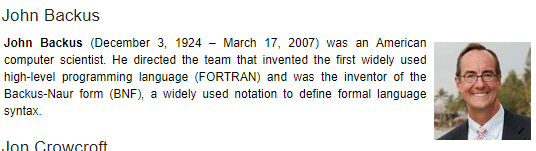 John Backus
John Backus (December 3, 1924 – March 17, 2007) was an American
computer scientist. He directed the team that invented the first widely used
high-level programming language (FORTRAN) and was the inventor of the
Backus-Naur form (BNF), a widely used notation to define formal language
syntax.
Jon Crowcroft